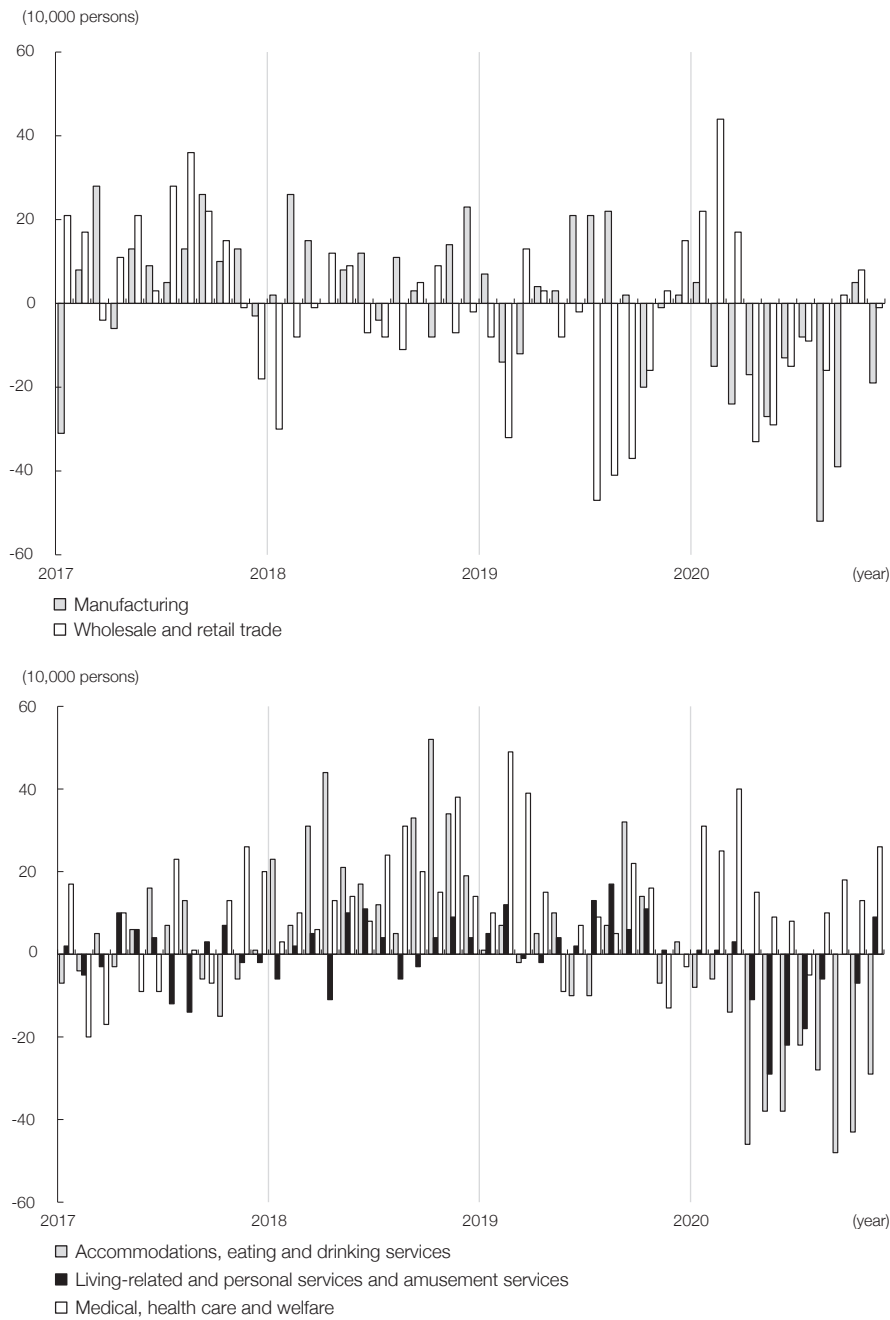 (10,000 persons)
60
40
20
0
-20
-40
-60
2017 2018 2019 2020 (year)
Manufacturing
Wholesale and retail trade
(10,000 persons)
60
40
20
0
-20
-40
-60
2017 2018 2019 2020 (year)
Accommodations, eating and drinking services
Living-related and personal services and amusement services
Medical, health care and welfare